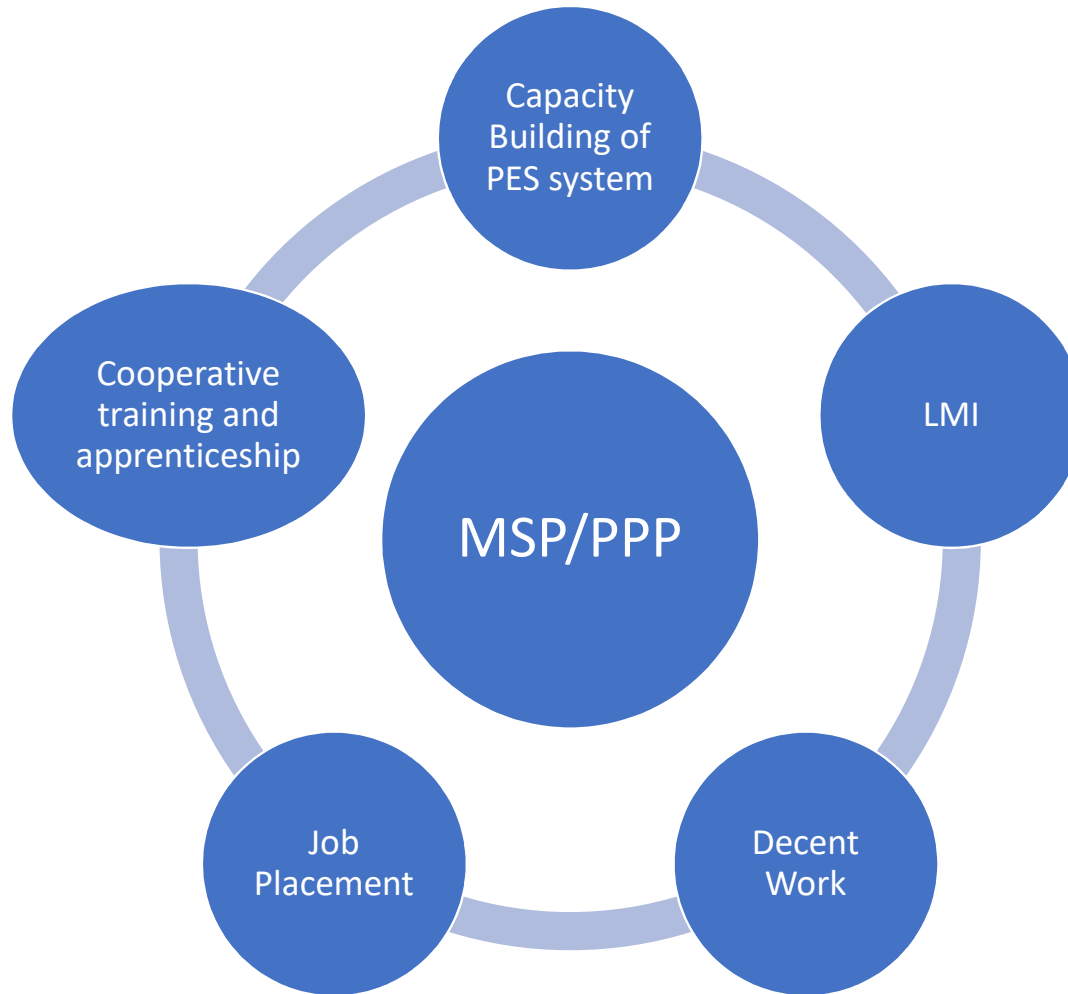 Capacity
Building of
PES system
Cooperative
training and
apprenticeship
LMI
MSP/PPP
Job
Placement
Decent
Work